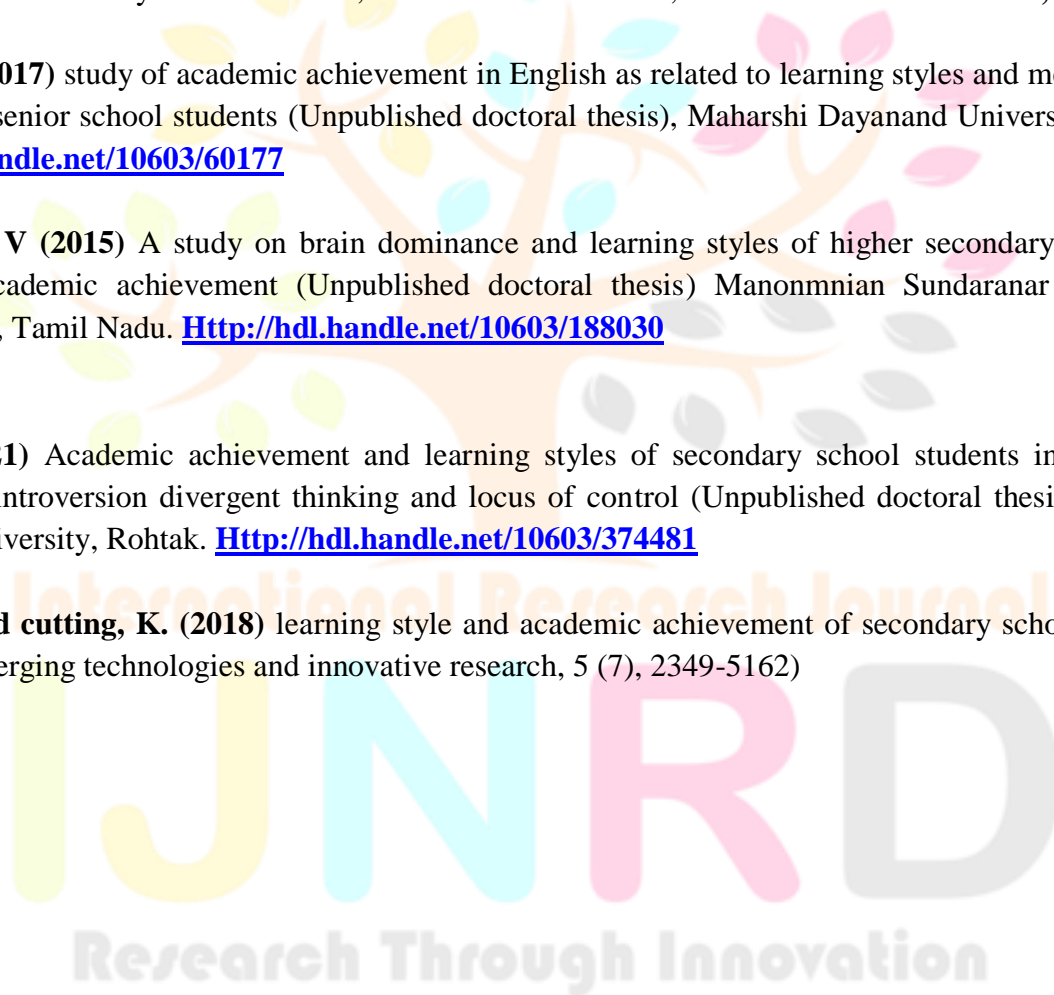 017) study of academic achievement in English as related to learning styles and m
senior school students (Unpublished doctoral thesis), Maharshi Dayanand Univers
ndle.net/10603/60177
V (2015) A study on brain dominance and learning styles of higher secondary
cademic achievement (Unpublished doctoral thesis) Manonmnian Sundaranar
, Tamil Nadu. Http://hdl.handle.net/10603/188030
21) Academic achievement and learning styles of secondary school students in
introversion divergent thinking and locus of control (Unpublished doctoral thesi
iversity, Rohtak. Http://hdl.handle.net/10603/374481
International Research Journal
d cutting, K. (2018) learning style and academic achievement of secondary scho
erging technologies and innovative research, 5 (7), 2349-5162)
IJNRD
Research Through Innovation